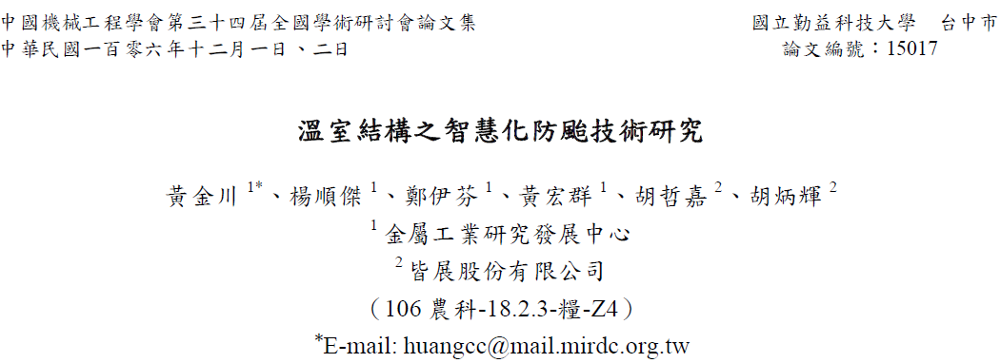 中國機械工程學會第三十四屆全國學術研討會論文集
國立勤益科技大學 台中市
中華民國一百零六年十二月一日、二日
論文編號：15017
溫室結構之智慧化防颱技術研究
黃金川 1*、楊順傑 1、鄭伊芬 1、黃宏群 1、胡哲嘉 2、胡炳輝 2
1 金屬工業研究發展中心
2 皆展股份有限公司
（106 農科-18.2.3-糧-Z4）
*E-mail: huangcc@mail.mirdc.org.tw